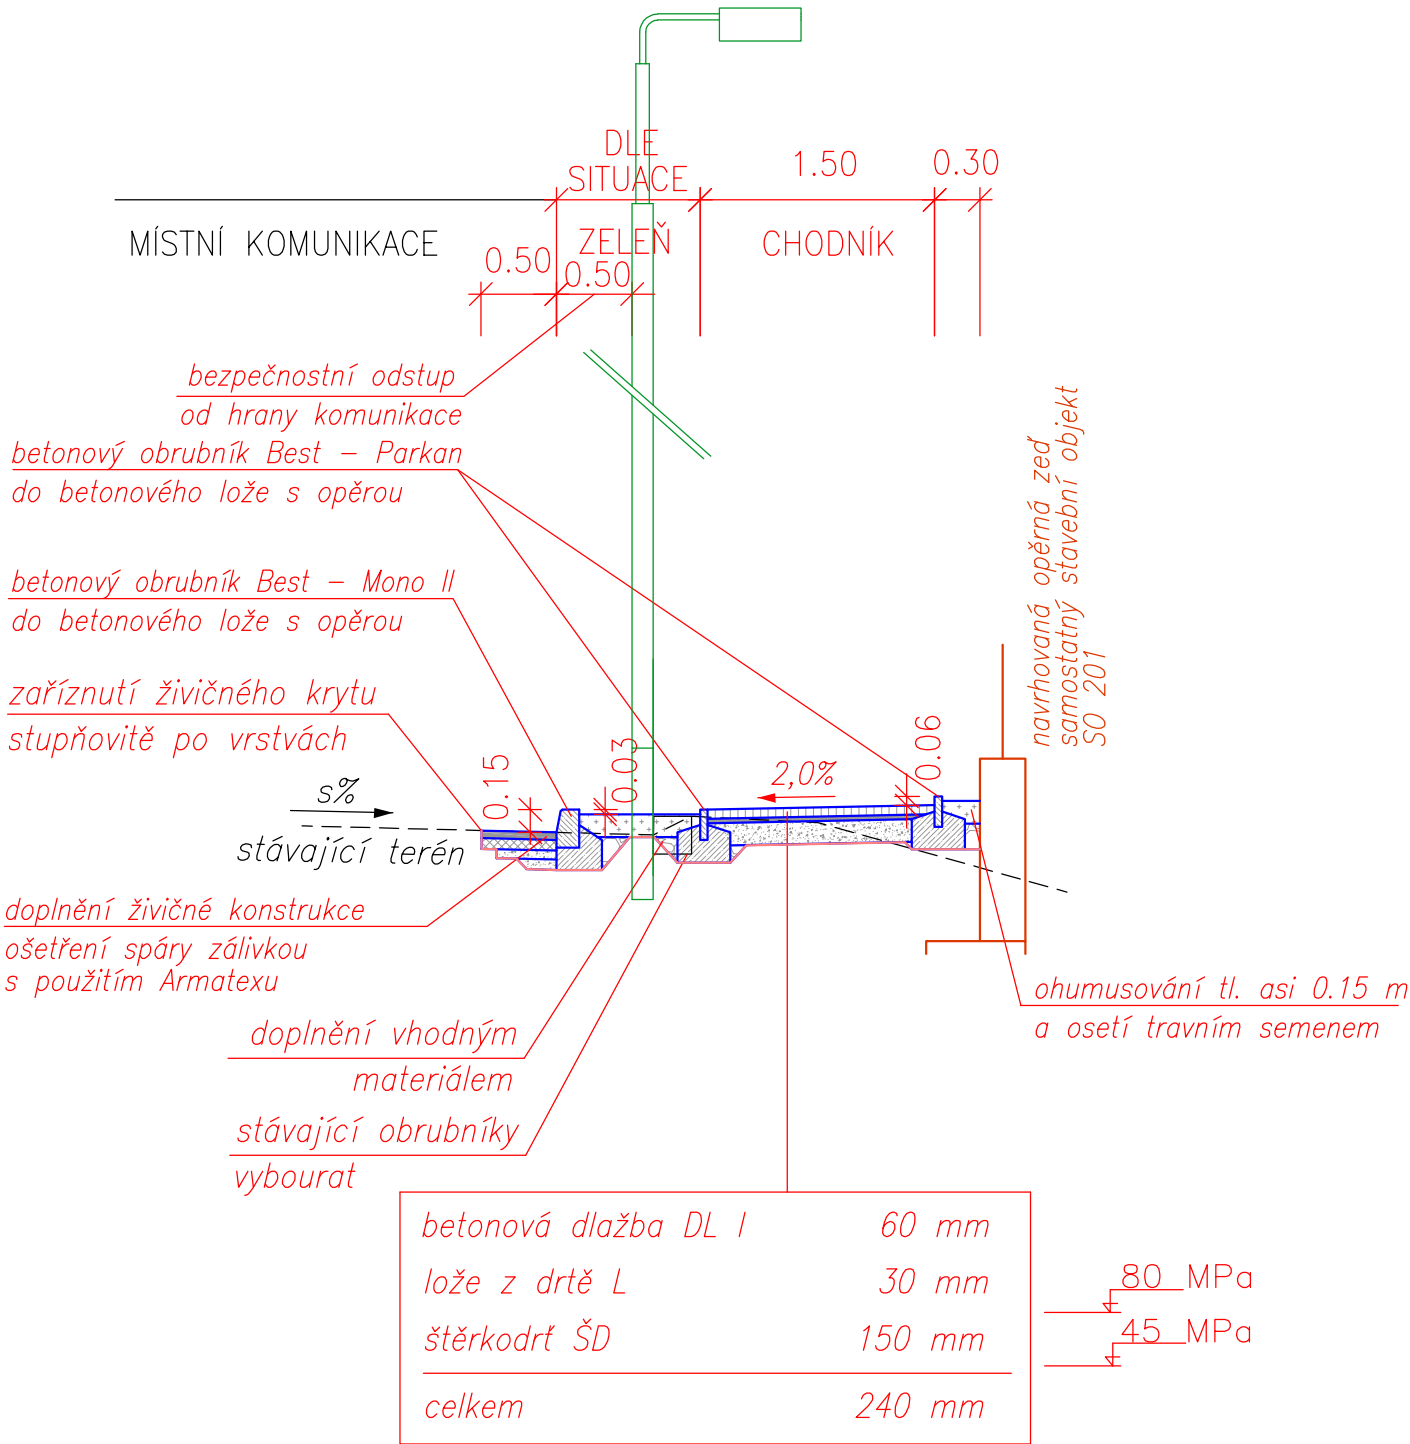 DLE
SITUACE
1.50
0.30
MÍSTNÍ KOMUNIKACE
ZELEŇ
CHODNÍK
0.50
0.50
bezpečnostní odstup
od hrany komunikace
betonový obrubník Best – Parkan
do betonového lože s opěrou
betonový obrubník Best – Mono II
do betonového lože s opěrou
zaříznutí živičného krytu
stupňovitě po vrstvách
navrhovaná opěrná zeď
samostatný stavební objekt
SO 201
0.15
0.03
2,0%
0.06
s%
stávající terén
doplnění živičné konstrukce
ošetření spáry zálivkou
s použitím Armatexu
ohumusování tl. asi 0.15 m
a osetí travním semenem
doplnění vhodným
materiálem
stávající obrubníky
vybourat
betonová dlažba DL I 60 mm
lože z drtě L 30 mm
štěrkodrť ŠD 150 mm
celkem 240 mm
80 MPa
45 MPa